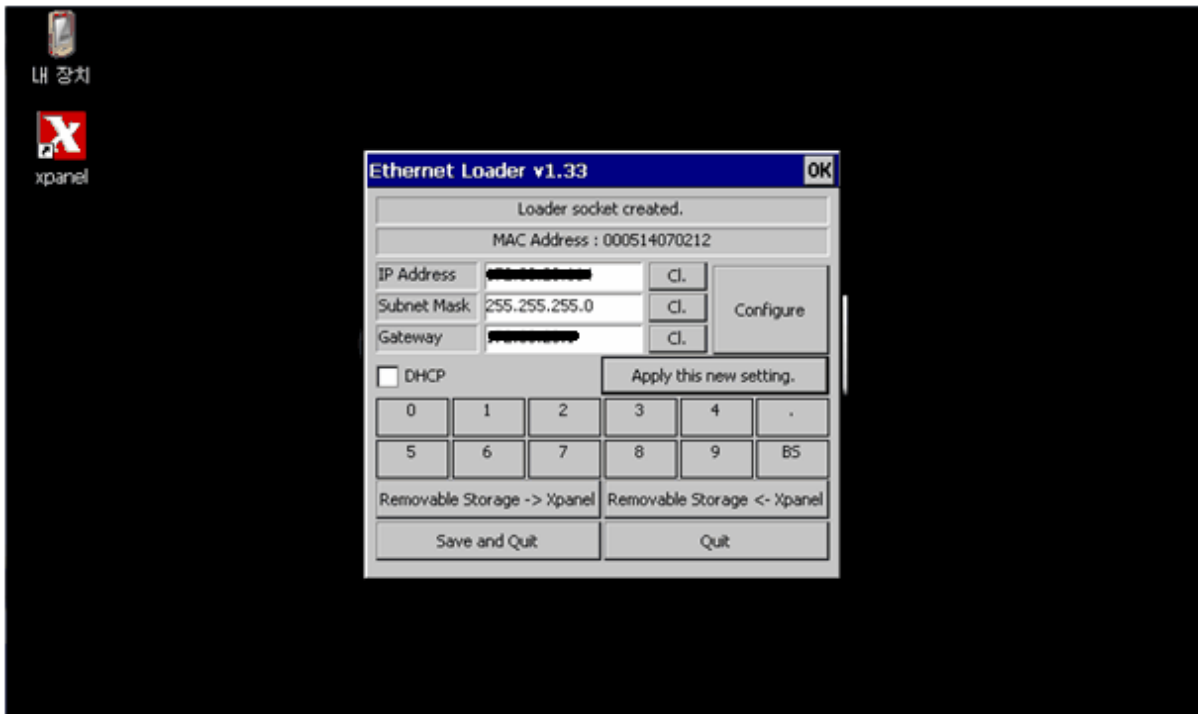 내 장치
xpanel
Ethernet Loader v1.33 OK
Loader socket created.
MAC Address : 000514070212
IP Address Cl.
Subnet Mask 255.255.255.0 Cl.
Configure
Gateway Cl.
DHCP Apply this new setting.
0 1 2 3 4 .
5 6 7 8 9 BS
Removable Storage -> Xpanel Removable Storage <- Xpanel
Save and Quit Quit